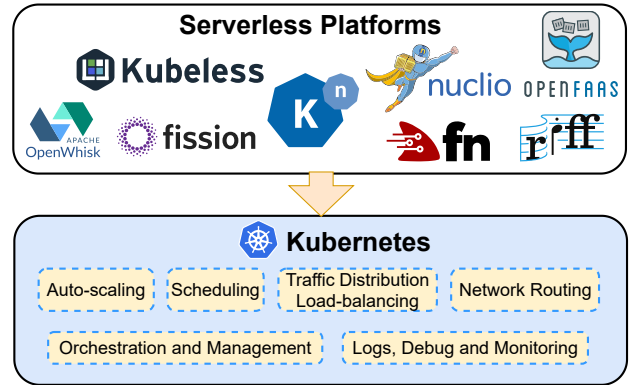 Serverless Platforms
Kubeless
K n
nuclio
OPENFAAS
APACHE
OpenWhisk
fission
fn
riff
Kubernetes
Auto-scaling
Scheduling
Traffic Distribution
Load-balancing
Network Routing
Orchestration and Management
Logs, Debug and Monitoring